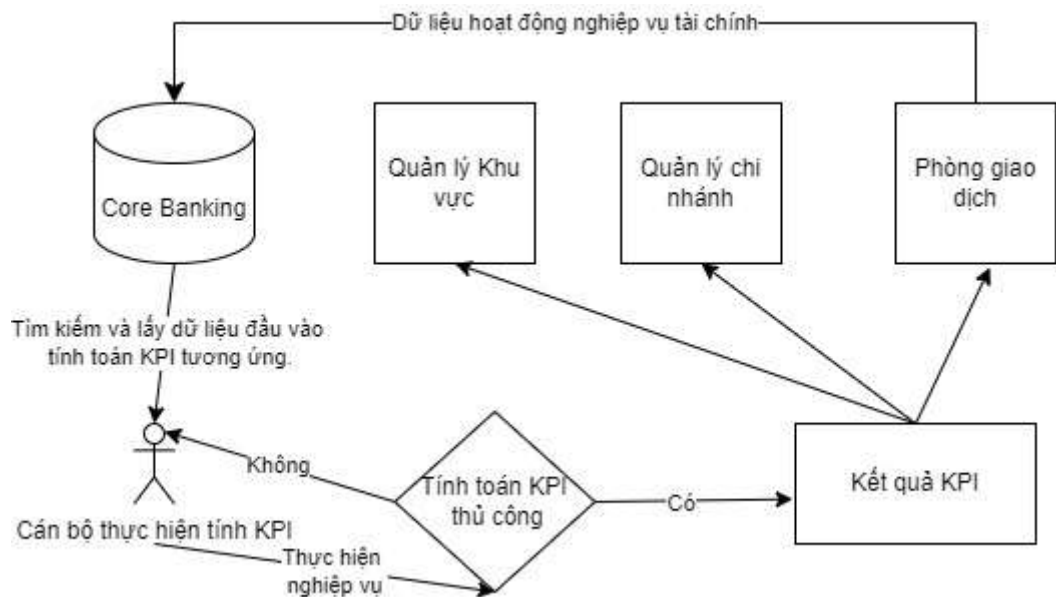 Dữ liệu hoạt động nghiệp vụ tài chính
Core Banking
Quản lý Khu
vực
Quản lý chi
nhánh
Phòng giao
dịch
Tìm kiếm và lấy dữ liệu đầu vào
tính toán KPI tương ứng.
Không
Tính toán KPI
thủ công
Có
Kết quả KPI
Cán bộ thực hiện tính KPI
Thực hiện
nghiệp vụ